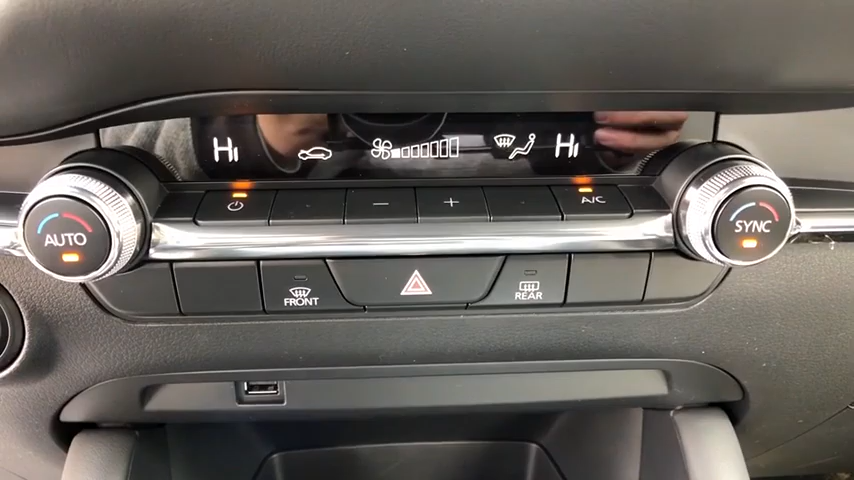 Hi
Hi
A/C
AUTO
SYNC
FRONT
REAR